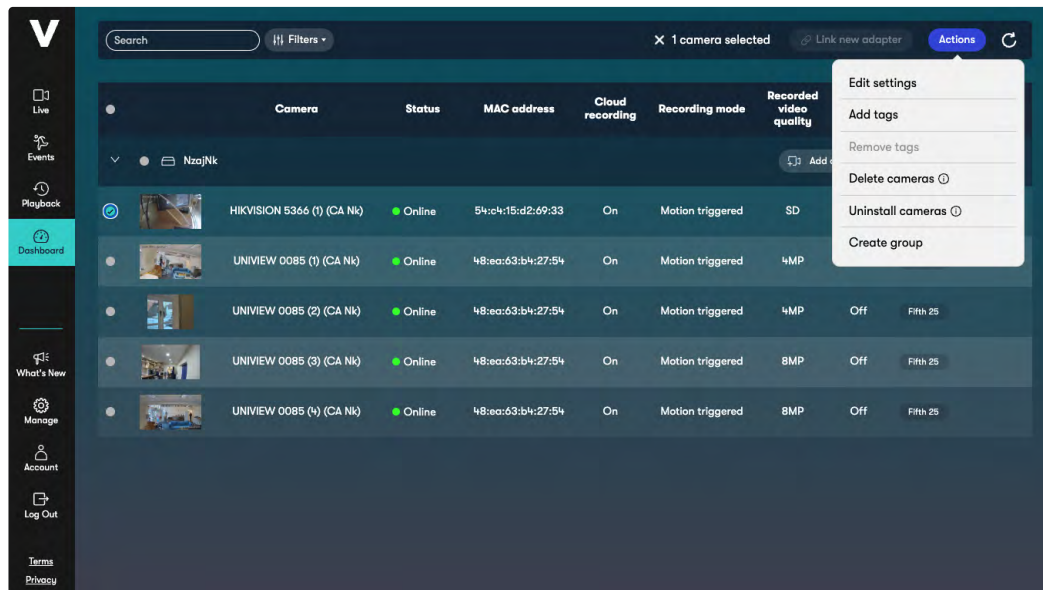 V
Search
Filters
1 camera selected
Link new adapter
Actions
Live
Events
Playback
Dashboard
What's New
Manage
Account
Log Out
Terms
Privacy
Edit settings
Add tags
Remove tags
Delete cameras
Uninstall cameras
Create group
Camera Status MAC address Cloud recording Recording mode Recorded video quality
NzajNk Add
HIKVISION 5366 (1) (CA Nk) Online 54:c4:15:d2:69:33 On Motion triggered SD
UNIVIEW 0085 (1) (CA Nk) Online 48:ea:63:b4:27:54 On Motion triggered 4MP
UNIVIEW 0085 (2) (CA Nk) Online 48:ea:63:b4:27:54 On Motion triggered 4MP Off Fifth 25
UNIVIEW 0085 (3) (CA Nk) Online 48:ea:63:b4:27:54 On Motion triggered 8MP Off Fifth 25
UNIVIEW 0085 (4) (CA Nk) Online 48:ea:63:b4:27:54 On Motion triggered 8MP Off Fifth 25